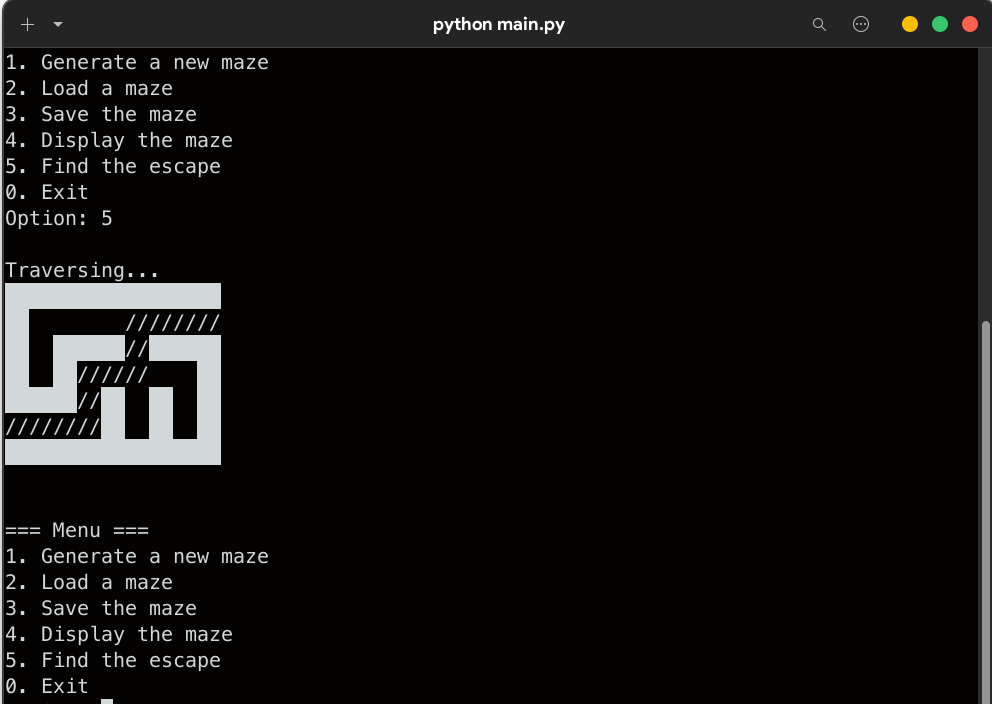 python main.py
1. Generate a new maze
2. Load a maze
3. Save the maze
4. Display the maze
5. Find the escape
0. Exit
Option: 5
Traversing...
////////
//
//////
//
////////
=== Menu ===
1. Generate a new maze
2. Load a maze
3. Save the maze
4. Display the maze
5. Find the escape
0. Exit